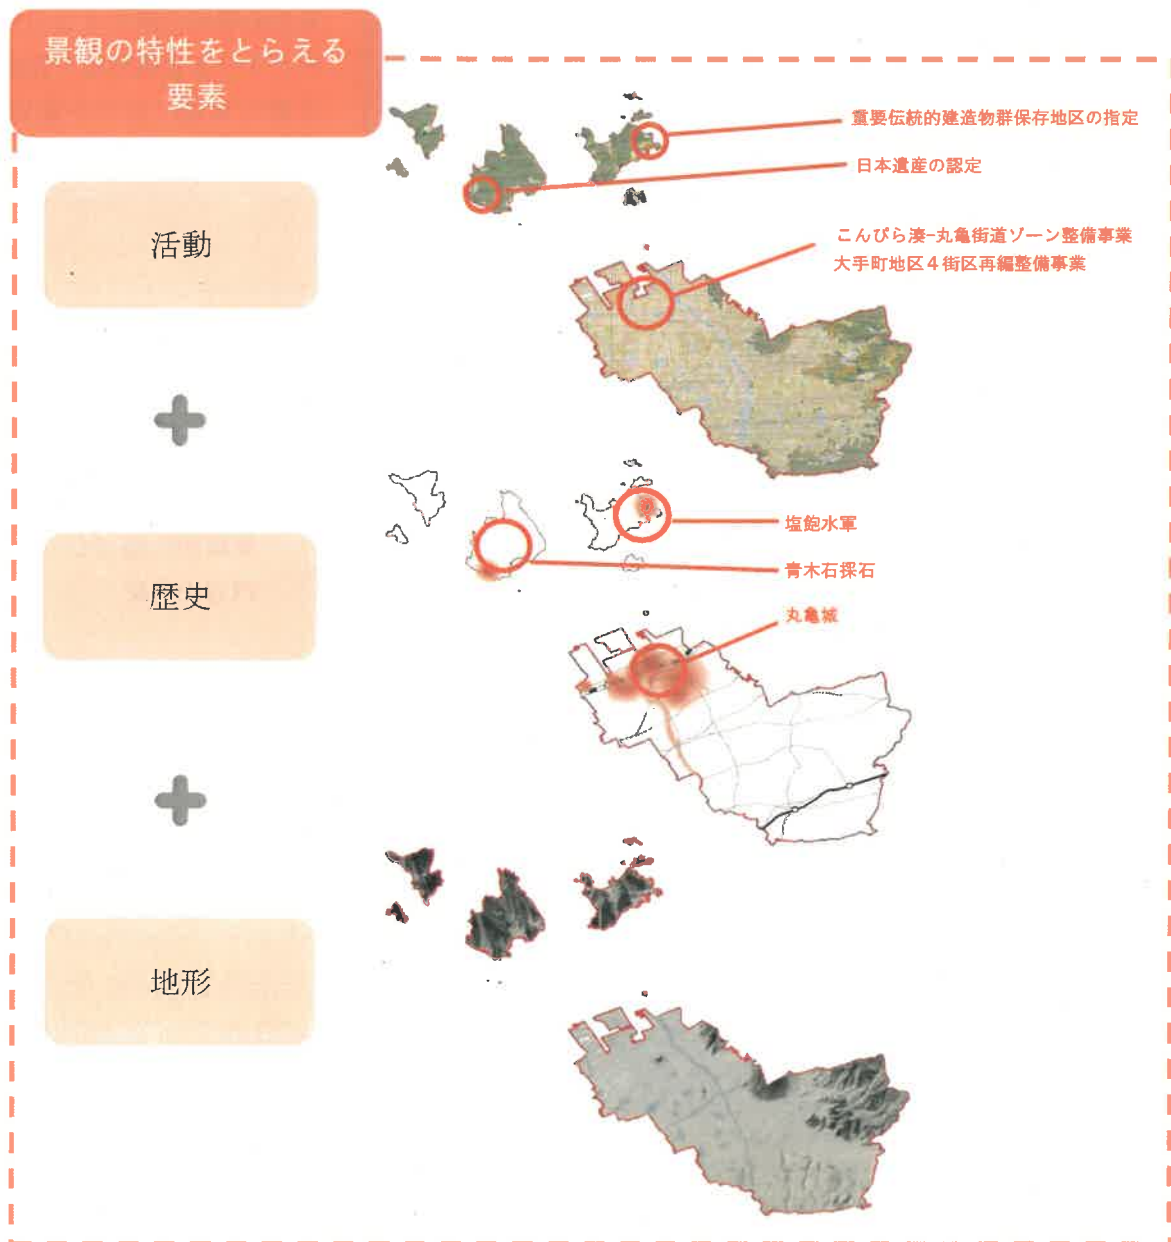 景観の特性をとらえる
要素
重要伝統的建造物群保存地区の指定
日本遺産の認定
活動
こんぴら湊-丸亀街道ゾーン整備事業
大手町地区4街区再編整備事業
塩飽水軍
青木石採石
歴史
丸亀城
地形